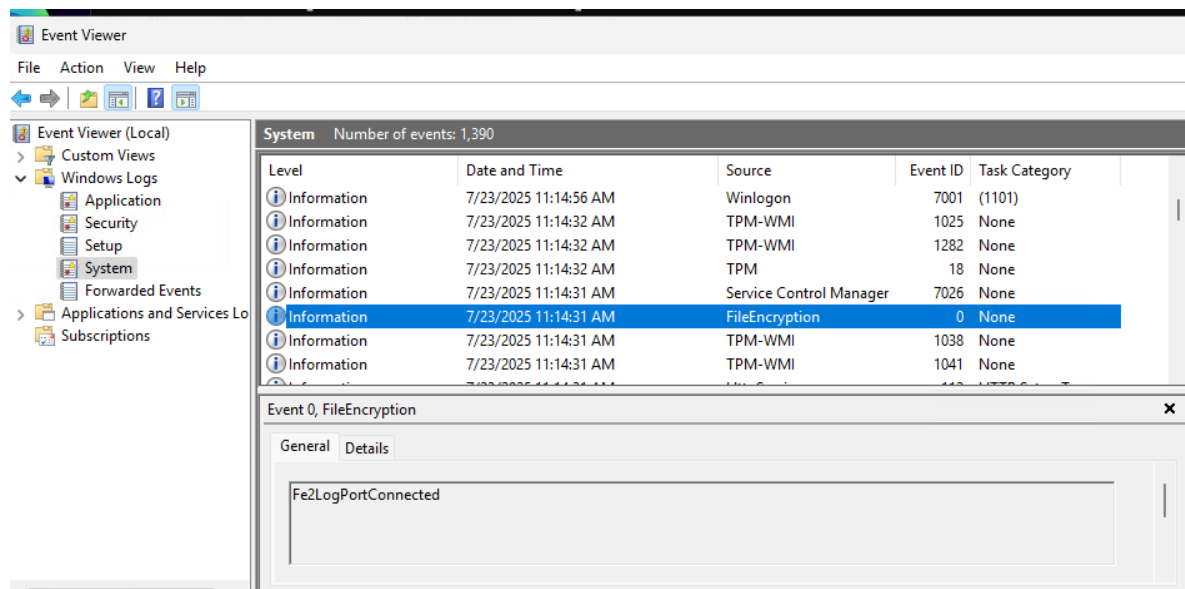 Event Viewer
File Action View Help
Event Viewer (Local)
Custom Views
Windows Logs
Application
Security
Setup
System
Forwarded Events
Applications and Services Lo
Subscriptions
System Number of events: 1,390
Level Date and Time Source Event ID Task Category
Information 7/23/2025 11:14:56 AM Winlogon 7001 (1101)
Information 7/23/2025 11:14:32 AM TPM-WMI 1025 None
Information 7/23/2025 11:14:32 AM TPM-WMI 1282 None
Information 7/23/2025 11:14:32 AM TPM 18 None
Information 7/23/2025 11:14:31 AM Service Control Manager 7026 None
Information 7/23/2025 11:14:31 AM FileEncryption 0 None
Information 7/23/2025 11:14:31 AM TPM-WMI 1038 None
Information 7/23/2025 11:14:31 AM TPM-WMI 1041 None
Event 0, FileEncryption
General Details
Fe2LogPortConnected